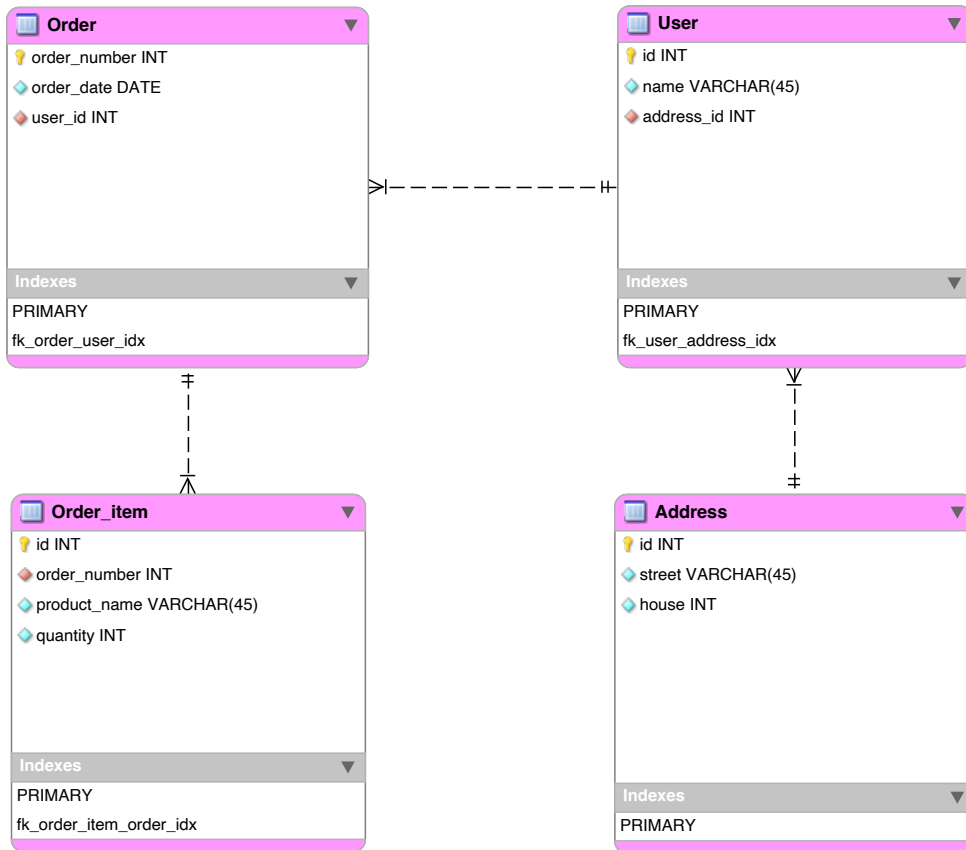 Order
order_number INT
order_date DATE
user_id INT
Indexes
PRIMARY
fk_order_user_idx
User
id INT
name VARCHAR(45)
address_id INT
Indexes
PRIMARY
fk_user_address_idx
Order_item
id INT
order_number INT
product_name VARCHAR(45)
quantity INT
Indexes
PRIMARY
fk_order_item_order_idx
Address
id INT
street VARCHAR(45)
house INT
Indexes
PRIMARY